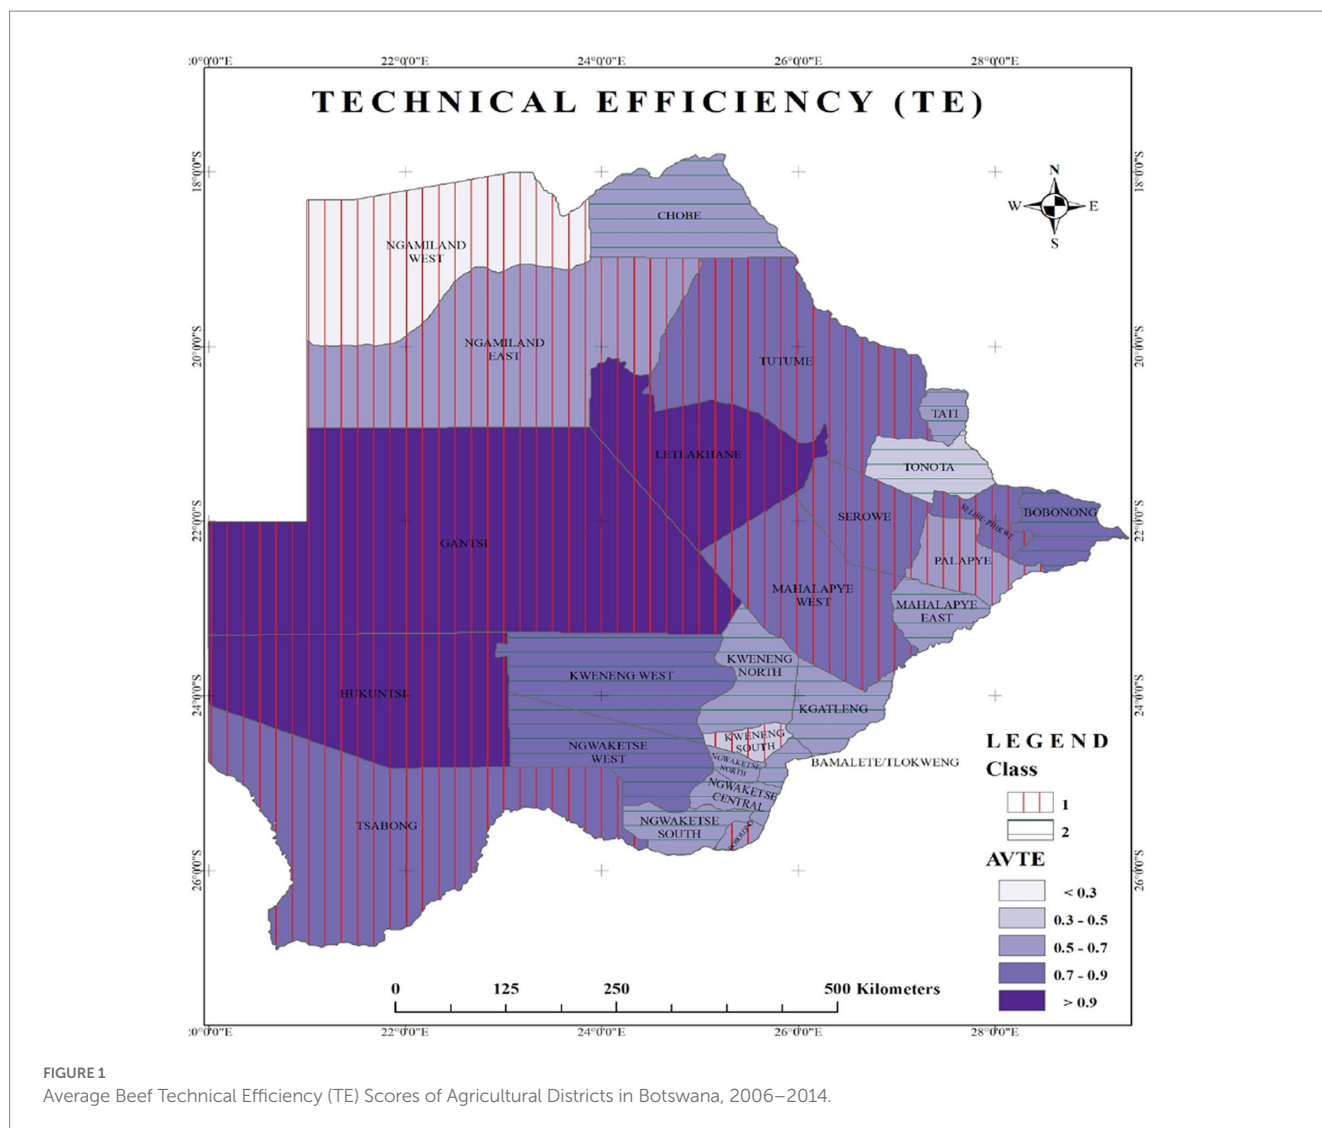 :0°0'0"E 22°0'0"E 24°0'0"E 26°0'0"E 28°0'0"E
TECHNICAL EFFICIENCY (TE)
18°0'0"S
18°0'0"S
N
W E
S
CHOBE
NGAMILAND
WEST
20°0'0"S
20°0'0"S
NGAMILAND
EAST
TUTUME
TATI
LETLAKHANE
TONOTA
22°0'0"S
22°0'0"S
SEROWE
SELIBE-PHIKWE
BOBONONG
GANTSI
PALAPYE
MAHALAPYE
WEST
MAHALAPYE
EAST
KWENENG
NORTH
KWENENG WEST
24°0'0"S
24°0'0"S
HUKUNTSI
KGATLENG
KWENENG
SOUTH
NGWAKETSE
WEST
NGWAKETSE
NORTH
BAMALETE/TLOKWENG
NGWAKETSE
CENTRAL
TSABONG
NGWAKETSE
SOUTH
26°0'0"S
26°0'0"S
LEGEND
Class
1
2
AVTE
< 0.3
0.3 - 0.5
0.5 - 0.7
0.7 - 0.9
> 0.9
0 125 250 500 Kilometers
:0°0'0"E 22°0'0"E 24°0'0"E 26°0'0"E 28°0'0"E
FIGURE 1
Average Beef Technical Efficiency (TE) Scores of Agricultural Districts in Botswana, 2006–2014.